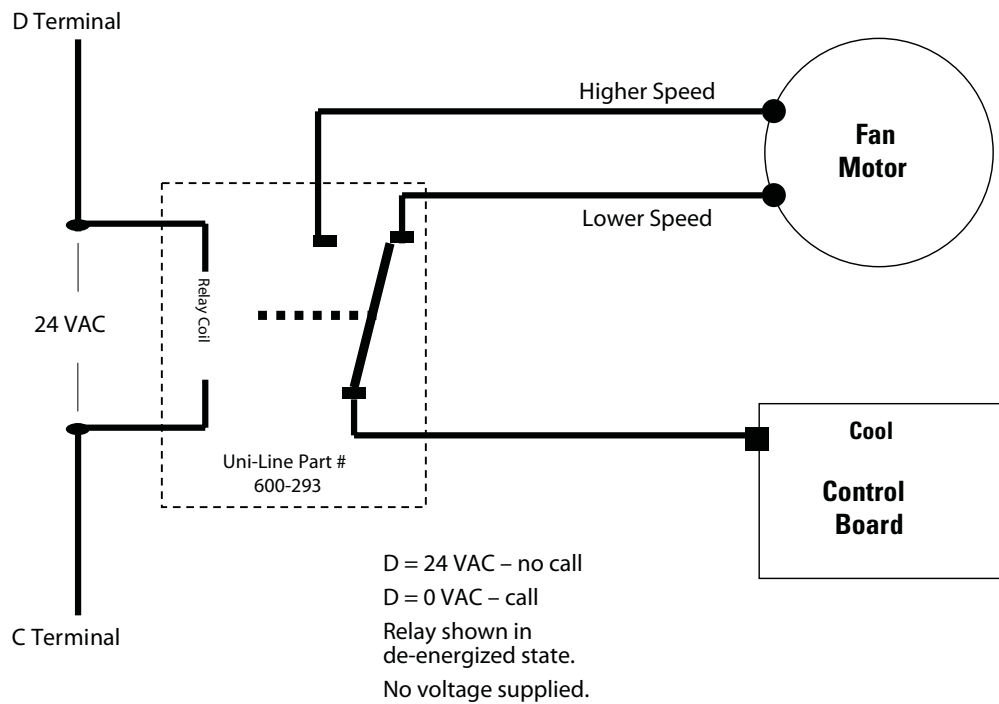 D Terminal
Higher Speed
Fan
Motor
Lower Speed
Relay Coil
24 VAC
Cool
Control
Board
Uni-Line Part #
600-293
D = 24 VAC – no call
D = 0 VAC – call
Relay shown in
de-energized state.
No voltage supplied.
C Terminal